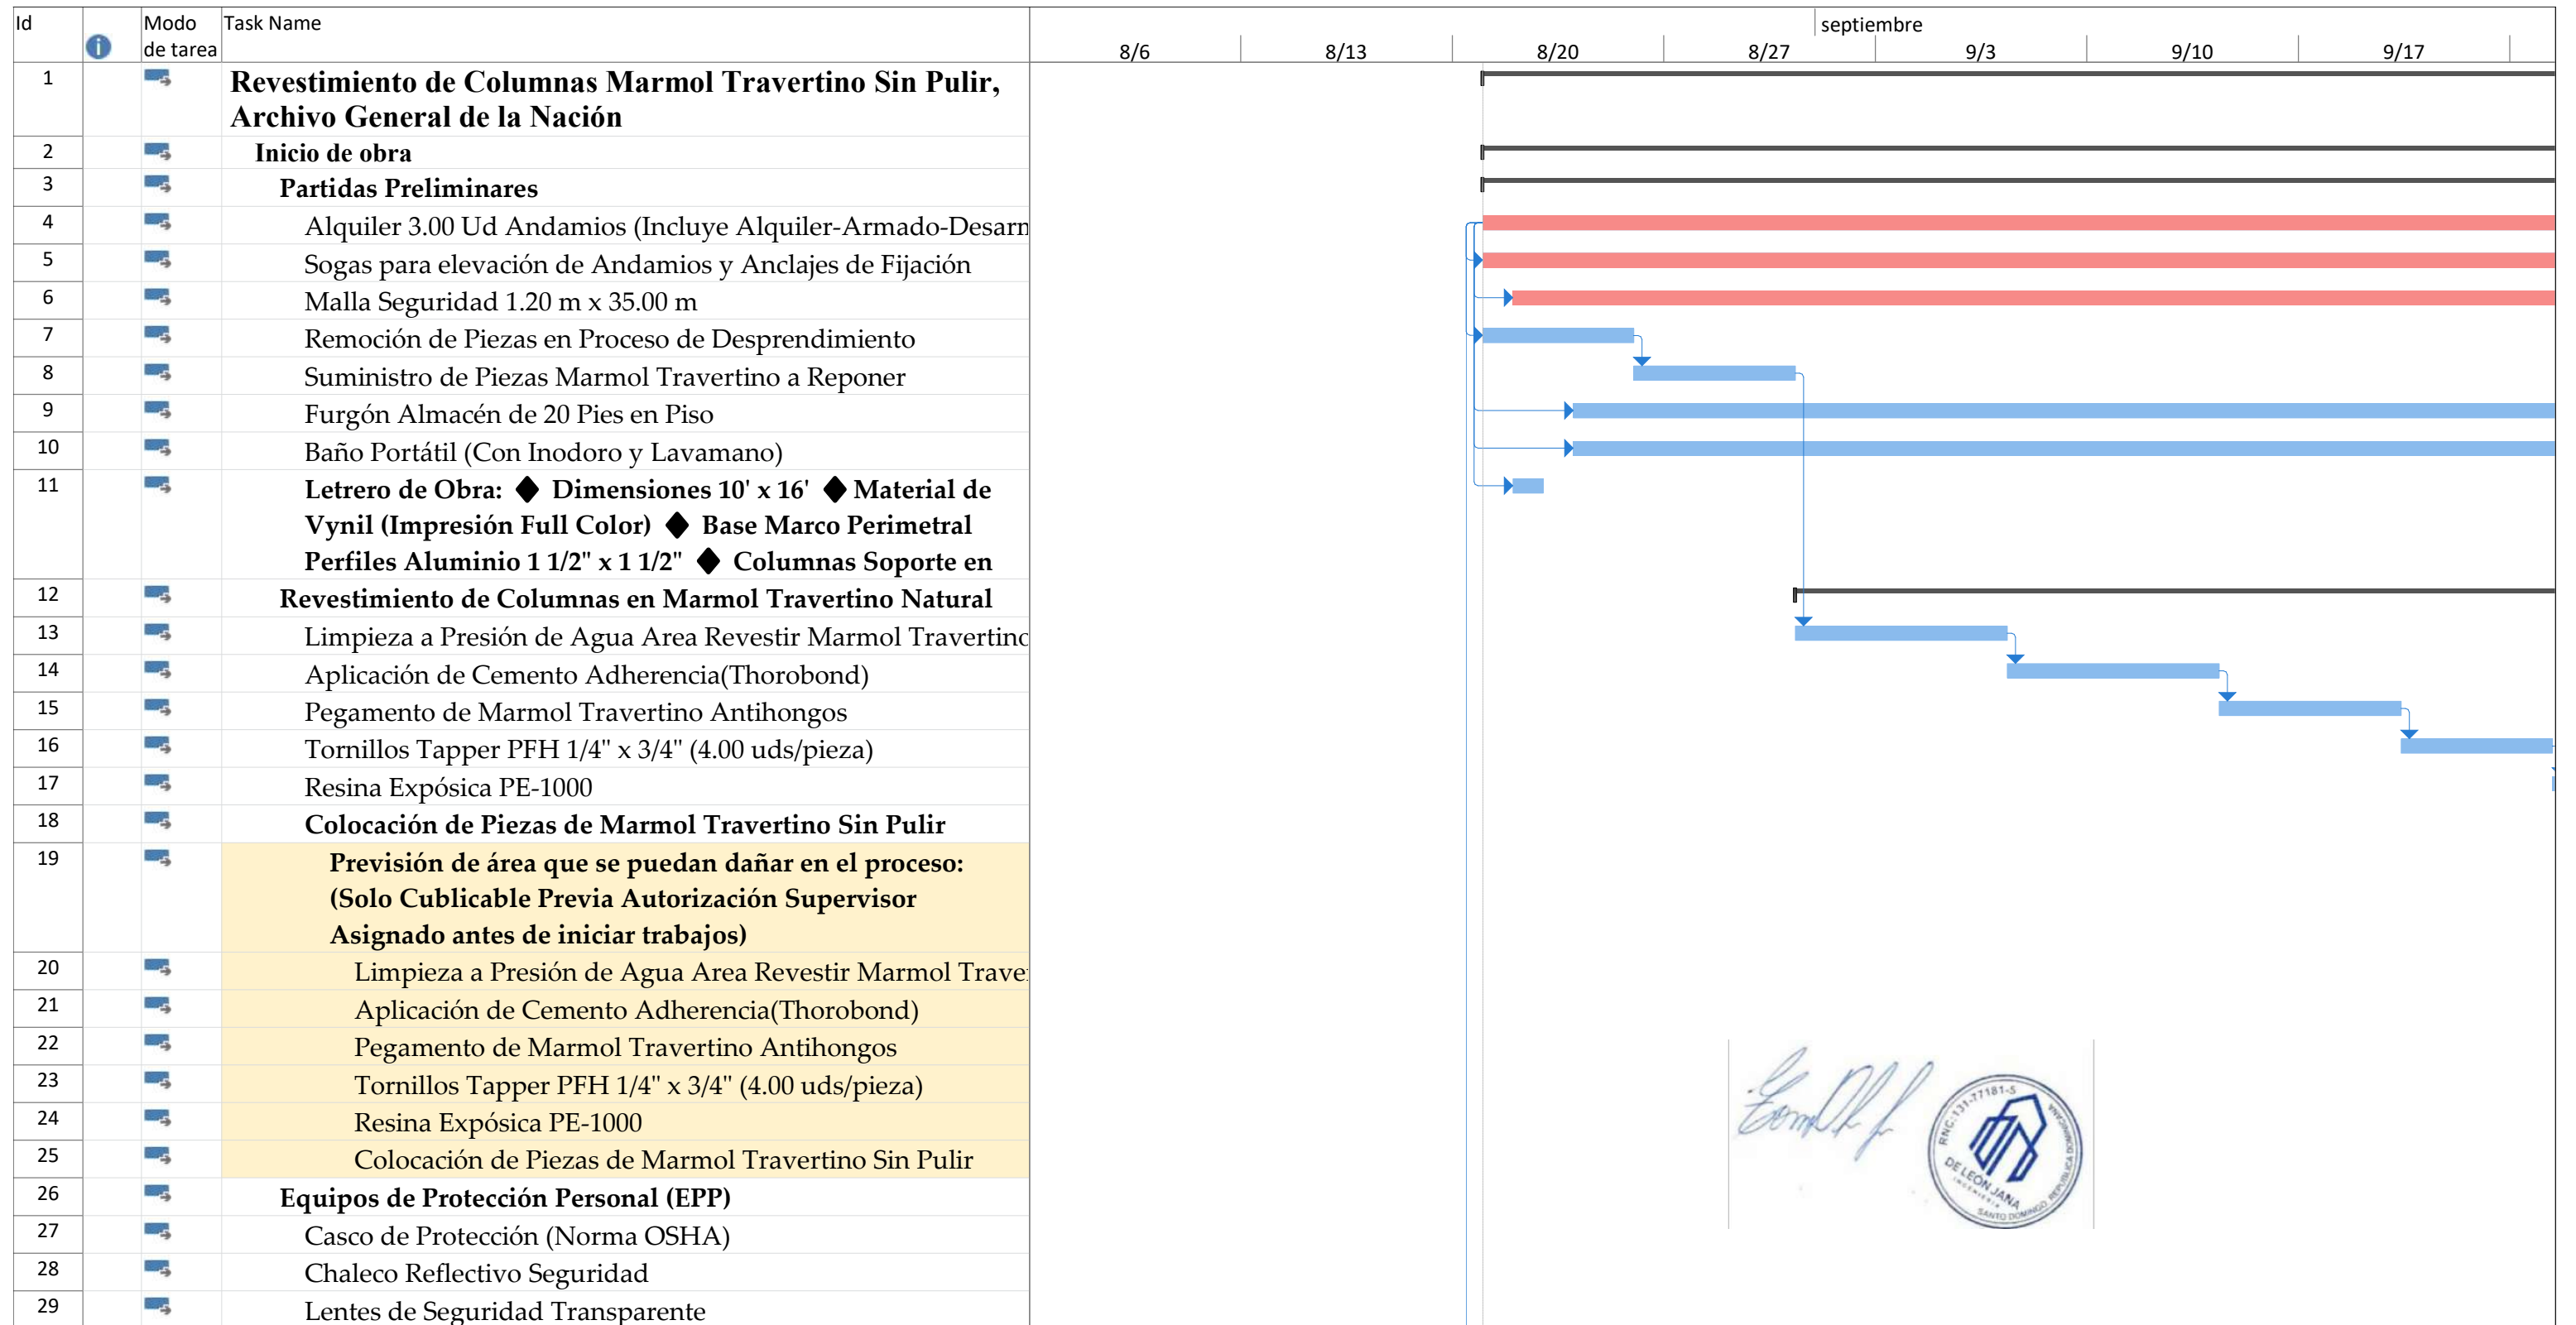 Id Modo de tarea Task Name
septiembre
8/6 8/13 8/20 8/27 9/3 9/10 9/17
1 Revestimiento de Columnas Marmol Travertino Sin Pulir,
Archivo General de la Nación
2 Inicio de obra
3 Partidas Preliminares
4 Alquiler 3.00 Ud Andamios (Incluye Alquiler-Armado-Desarm
5 Sogas para elevación de Andamios y Anclajes de Fijación
6 Malla Seguridad 1.20 m x 35.00 m
7 Remoción de Piezas en Proceso de Desprendimiento
8 Suministro de Piezas Marmol Travertino a Reponer
9 Furgón Almacén de 20 Pies en Piso
10 Baño Portátil (Con Inodoro y Lavamano)
11 Letrero de Obra: ◆ Dimensiones 10' x 16' ◆ Material de
Vynil (Impresión Full Color) ◆ Base Marco Perimetral
Perfiles Aluminio 1 1/2" x 1 1/2" ◆ Columnas Soporte en
12 Revestimiento de Columnas en Marmol Travertino Natural
13 Limpieza a Presión de Agua Area Revestir Marmol Travertino
14 Aplicación de Cemento Adherencia(Thorobond)
15 Pegamento de Marmol Travertino Antihongos
16 Tornillos Tapper PFH 1/4" x 3/4" (4.00 uds/pieza)
17 Resina Expósica PE-1000
18 Colocación de Piezas de Marmol Travertino Sin Pulir
19 Previsión de área que se puedan dañar en el proceso:
(Solo Cublicable Previa Autorización Supervisor
Asignado antes de iniciar trabajos)
20 Limpieza a Presión de Agua Area Revestir Marmol Traver
21 Aplicación de Cemento Adherencia(Thorobond)
22 Pegamento de Marmol Travertino Antihongos
23 Tornillos Tapper PFH 1/4" x 3/4" (4.00 uds/pieza)
24 Resina Expósica PE-1000
25 Colocación de Piezas de Marmol Travertino Sin Pulir
26 Equipos de Protección Personal (EPP)
27 Casco de Protección (Norma OSHA)
28 Chaleco Reflectivo Seguridad
29 Lentes de Seguridad Transparente
RNC:131-77181-5
DE LEON JANA
INGENIERIA
SANTO DOMINGO, REPUBLICA DOMINICANA